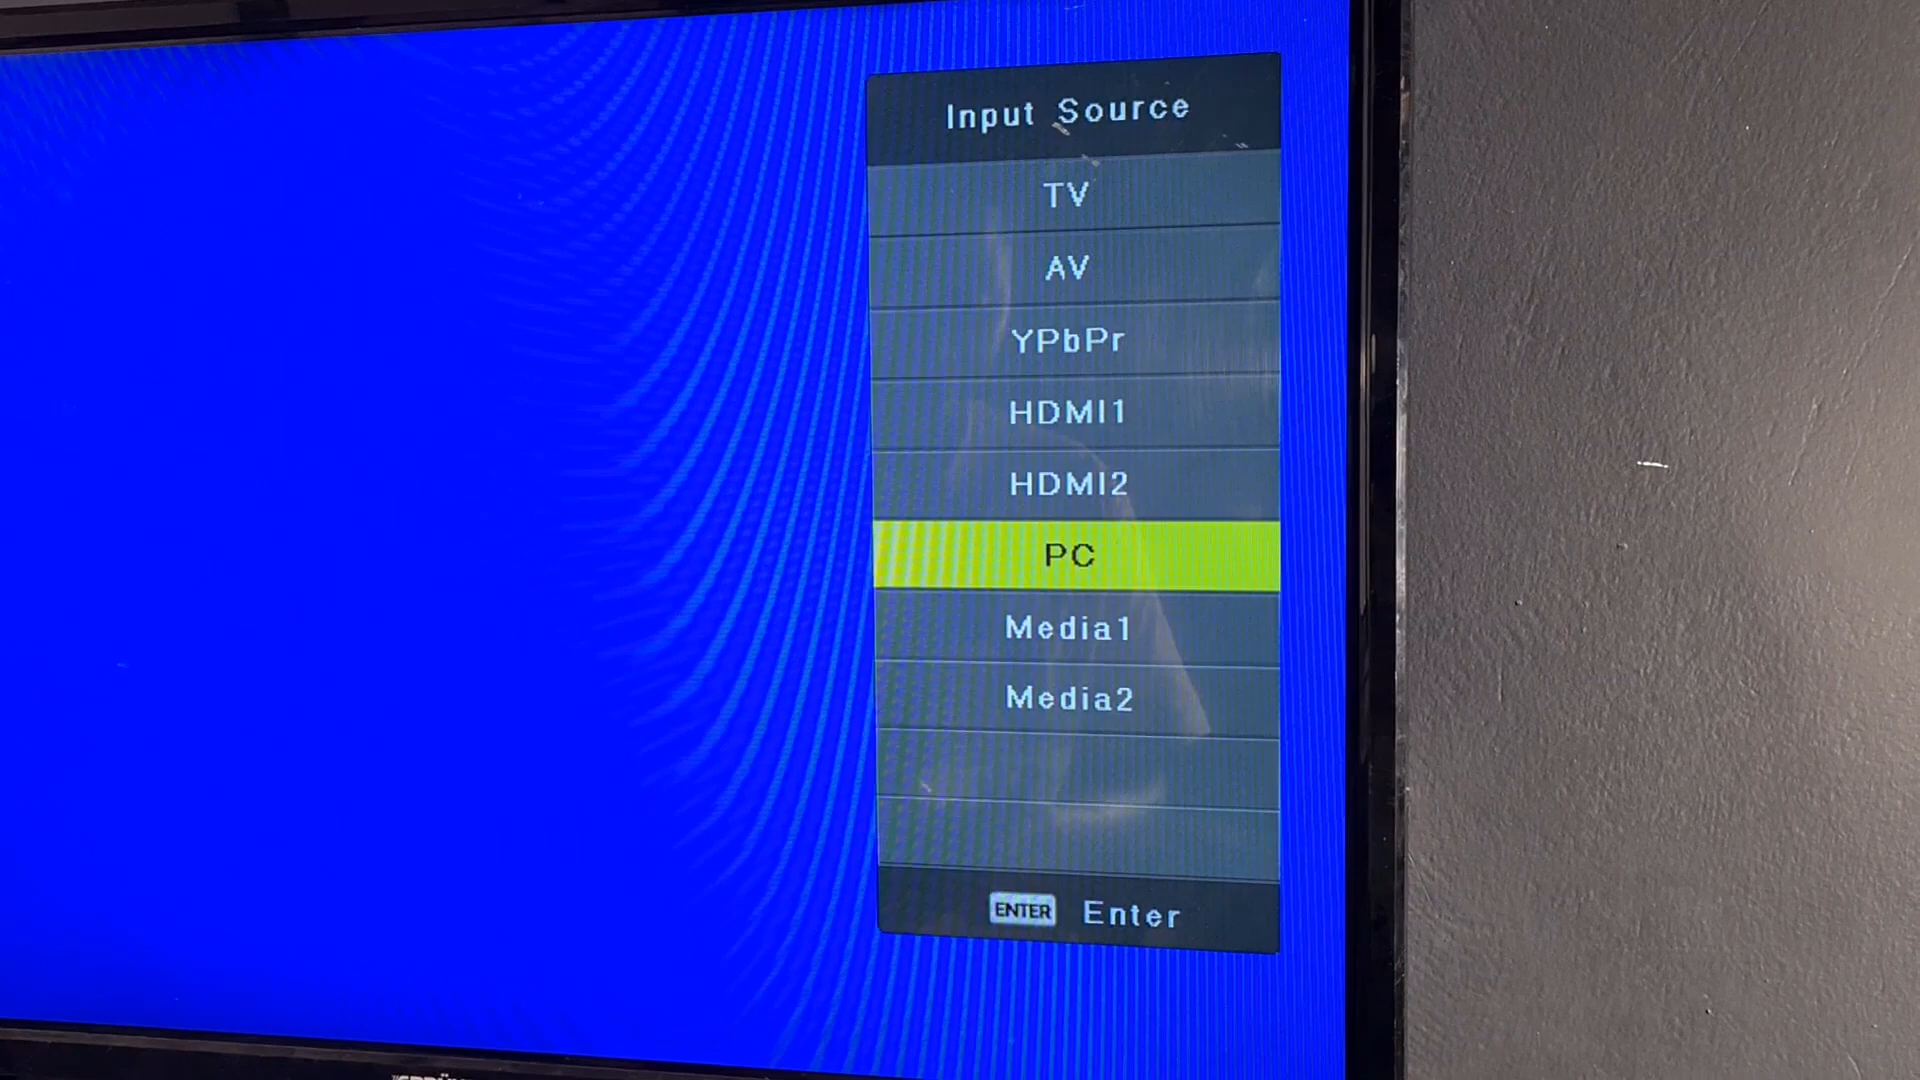 Input Source
TV
AV
YPbPr
HDMI1
HDMI2
PC
Media1
Media2
ENTER Enter